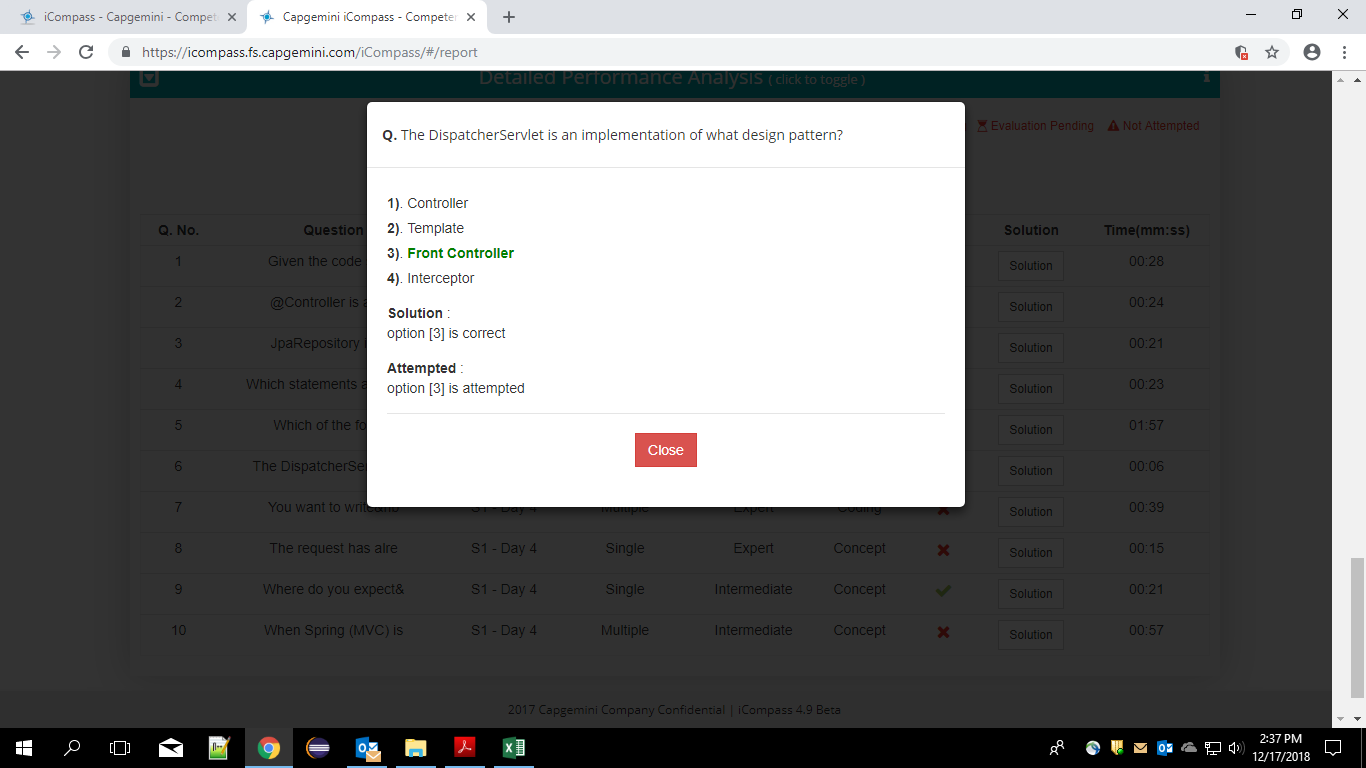 iCompass - Capgemini - Compet
Capgemini iCompass - Competer
https://icompass.fs.capgemini.com/iCompass/#/report
Detailed Performance Analysis ( click to toggle )
Evaluation Pending Not Attempted
Q. The DispatcherServlet is an implementation of what design pattern?
1). Controller
2). Template
3). Front Controller
4). Interceptor
Solution :
option [3] is correct
Attempted :
option [3] is attempted
Close
Q. No. Question Solution Time(mm:ss)
1 Given the code Solution 00:28
2 @Controller is a Solution 00:24
3 JpaRepository Solution 00:21
4 Which statements a Solution 00:23
5 Which of the fo Solution 01:57
6 The DispatcherSer Solution 00:06
7 You want to write&nb S1 - Day 4 Multiple Expert Coding Solution 00:39
8 The request has alre S1 - Day 4 Single Expert Concept Solution 00:15
9 Where do you expect& S1 - Day 4 Single Intermediate Concept Solution 00:21
10 When Spring (MVC) is S1 - Day 4 Multiple Intermediate Concept Solution 00:57
2017 Capgemini Company Confidential | iCompass 4.9 Beta
2:37 PM
12/17/2018